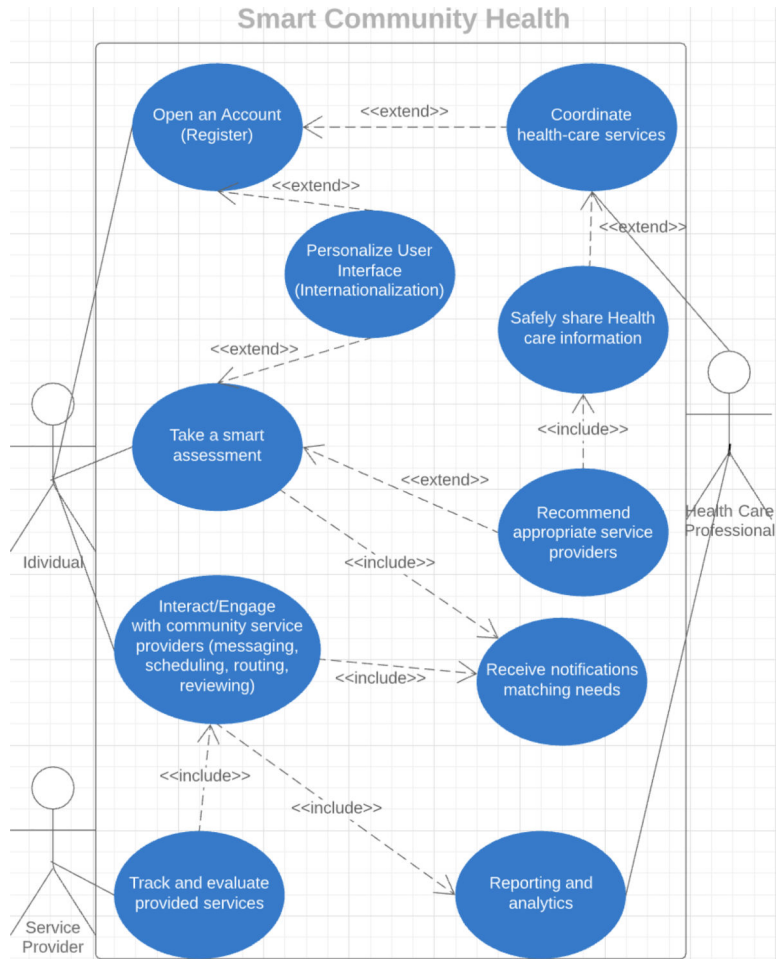 Smart Community Health
Open an Account
(Register)
<<extend>>
Coordinate
health-care services
<<extend>>
Personalize User
Interface
(Internationalization)
<<extend>>
Safely share Health
care information
<<extend>>
Take a smart
assessment
<<include>>
<<extend>>
Recommend
appropriate service
providers
Health Care
Professional
Idividual
<<include>>
Interact/Engage
with community service
providers (messaging,
scheduling, routing,
reviewing)
<<include>>
Receive notifications
matching needs
<<include>>
<<include>>
Track and evaluate
provided services
Reporting and
analytics
Service
Provider